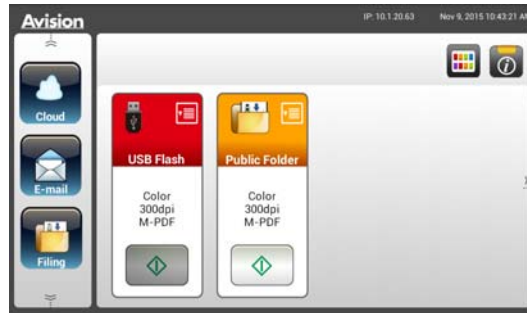 Avision
IP: 10.1.20.63
Nov 9, 2015 10:43:21 AM
Cloud
E-mail
Filing
USB Flash
Color
300dpi
M-PDF
Public Folder
Color
300dpi
M-PDF